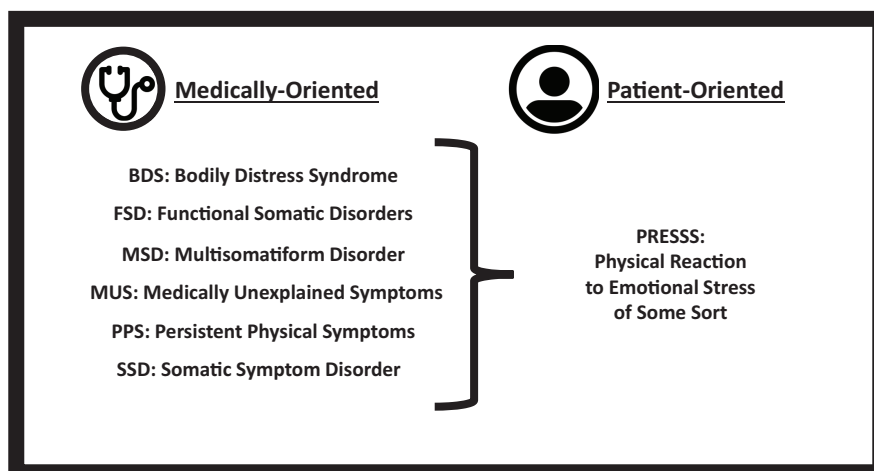 Medically-Oriented
BDS: Bodily Distress Syndrome
FSD: Functional Somatic Disorders
MSD: Multisomatiform Disorder
MUS: Medically Unexplained Symptoms
PPS: Persistent Physical Symptoms
SSD: Somatic Symptom Disorder
Patient-Oriented
PRESSS:
Physical Reaction
to Emotional Stress
of Some Sort